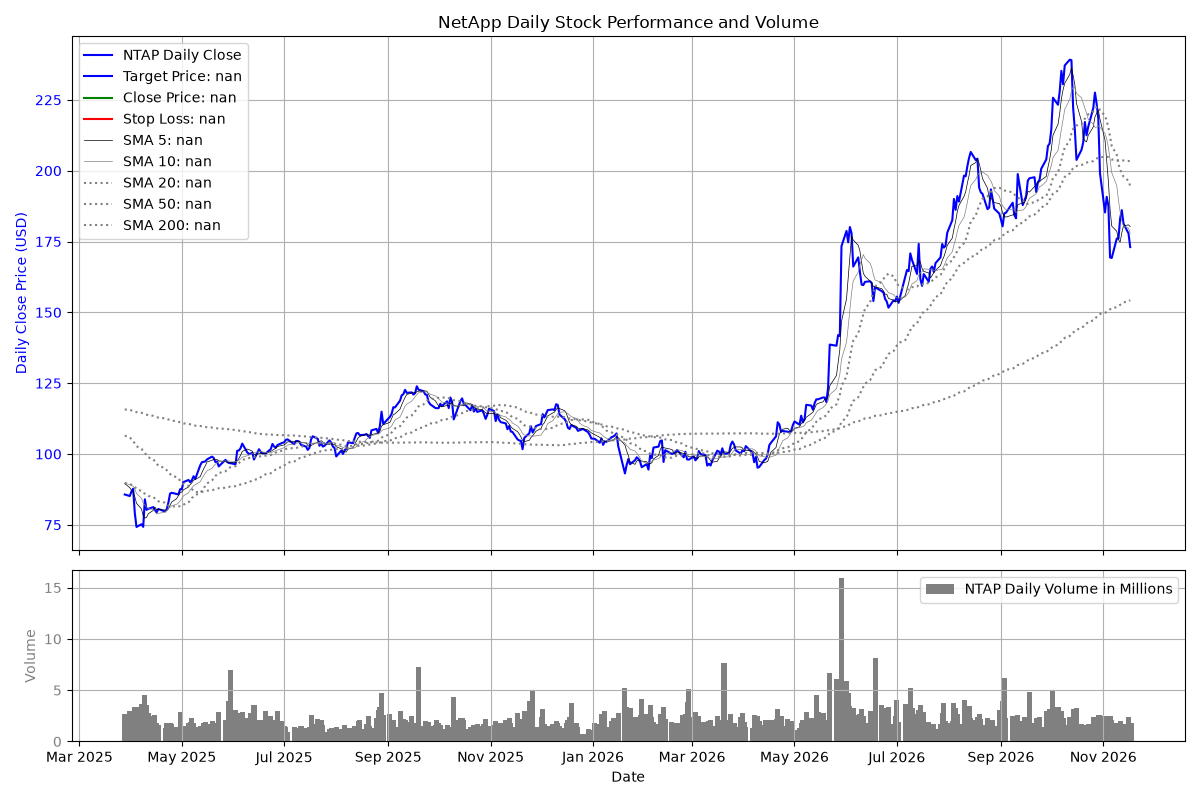 NetApp Daily Stock Performance and Volume
NTAP Daily Close
Target Price: nan
Close Price: nan
Stop Loss: nan
SMA 5: nan
SMA 10: nan
SMA 20: nan
SMA 50: nan
SMA 200: nan
Daily Close Price (USD)
225
200
175
150
125
100
75
NTAP Daily Volume in Millions
Volume
15
10
5
0
Mar 2025 May 2025 Jul 2025 Sep 2025 Nov 2025 Jan 2026 Mar 2026 May 2026 Jul 2026 Sep 2026 Nov 2026
Date